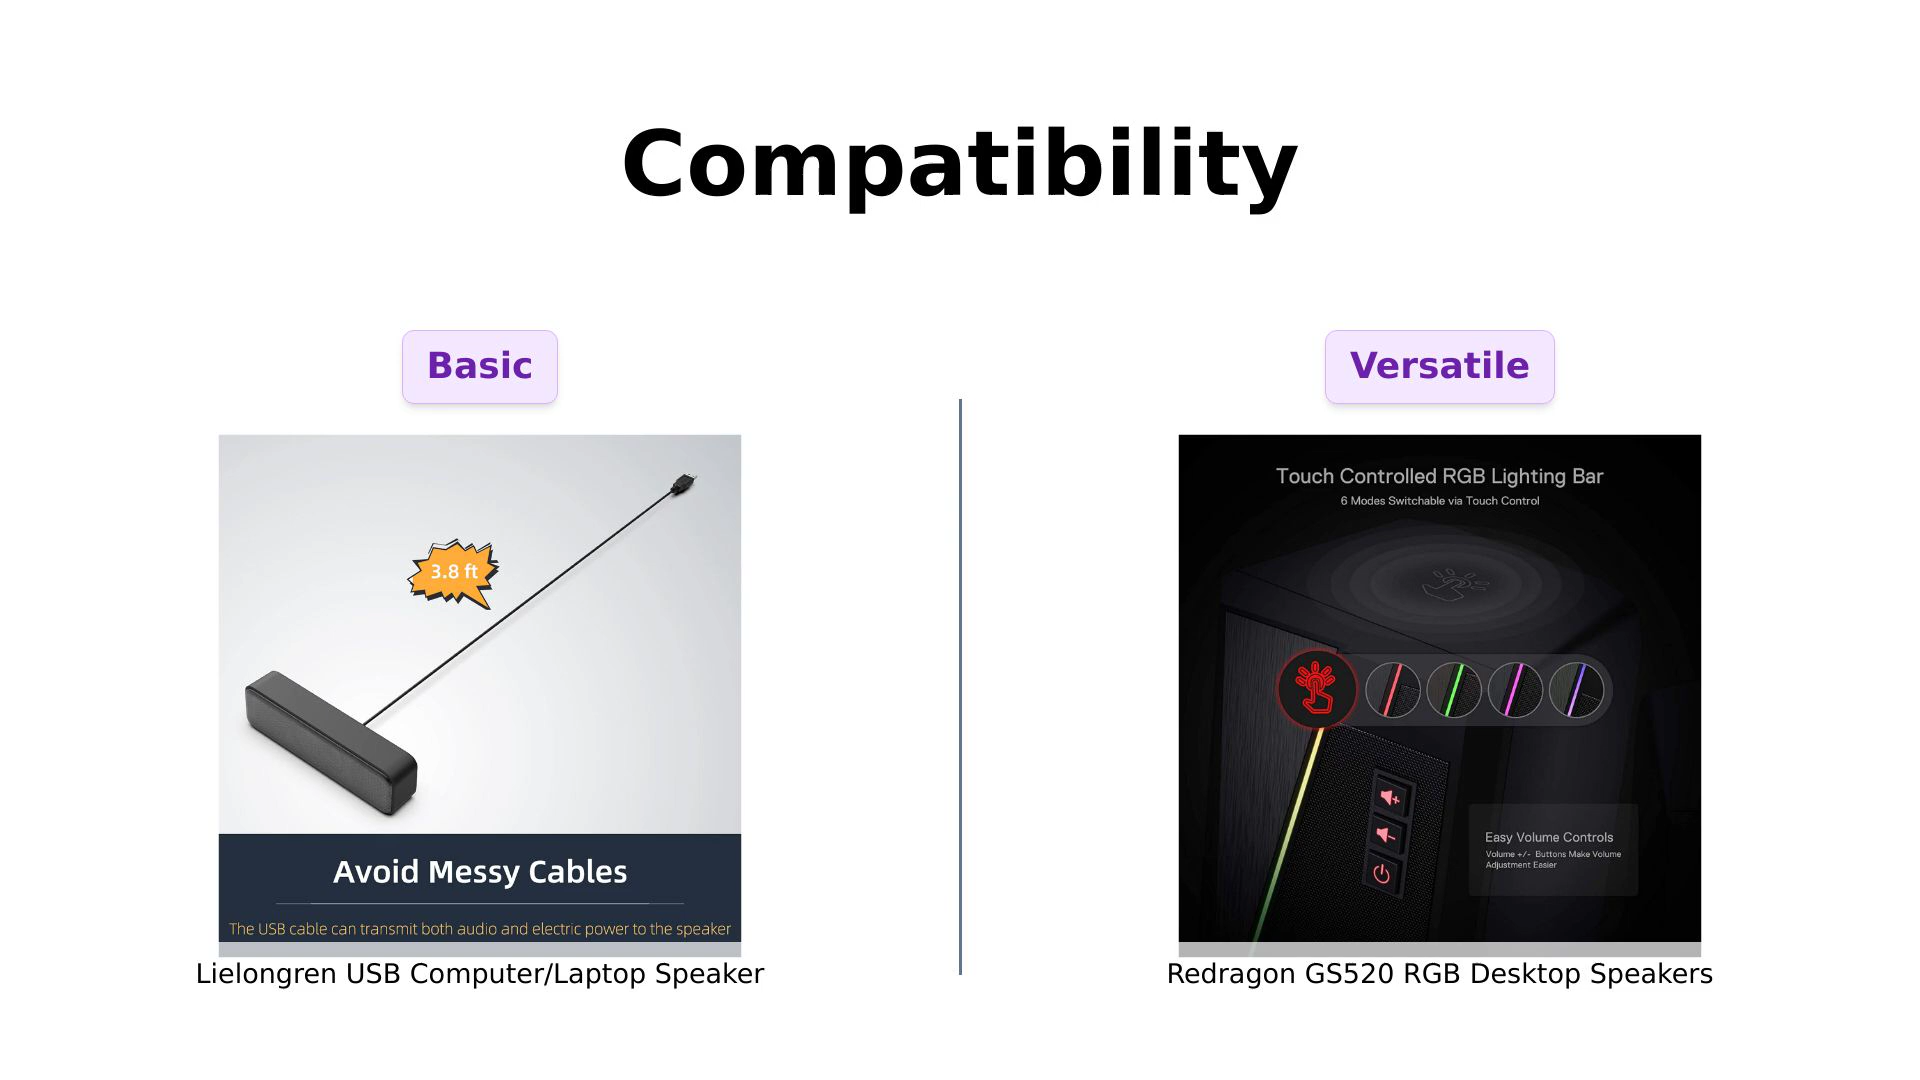 Compatibility
Basic
Versatile
3.8 ft
Avoid Messy Cables
The USB cable can transmit both audio and electric power to the speaker
Lielongren USB Computer/Laptop Speaker
Touch Controlled RGB Lighting Bar
6 Modes Switchable via Touch Control
Easy Volume Controls
Volume +/- Buttons Make Volume
Adjustment Easier
Redragon GS520 RGB Desktop Speakers